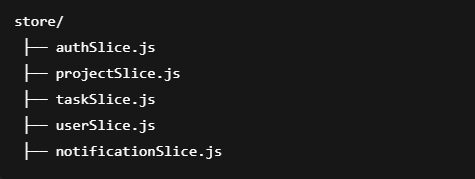 store/
├── authSlice.js
├── projectSlice.js
├── taskSlice.js
├── userSlice.js
├── notificationSlice.js